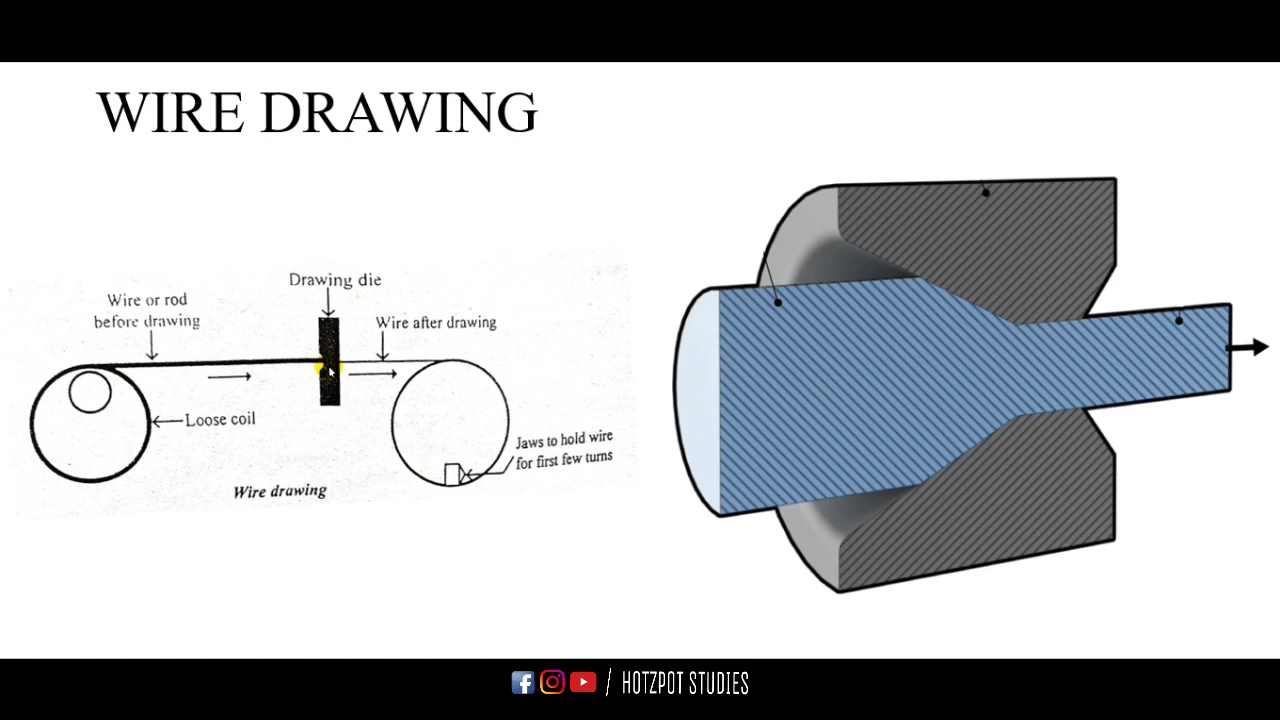 WIRE DRAWING
Drawing die
Wire or rod
before drawing
Wire after drawing
Loose coil
Jaws to hold wire
for first few turns
Wire drawing
/ HOTZPOT STUDIES